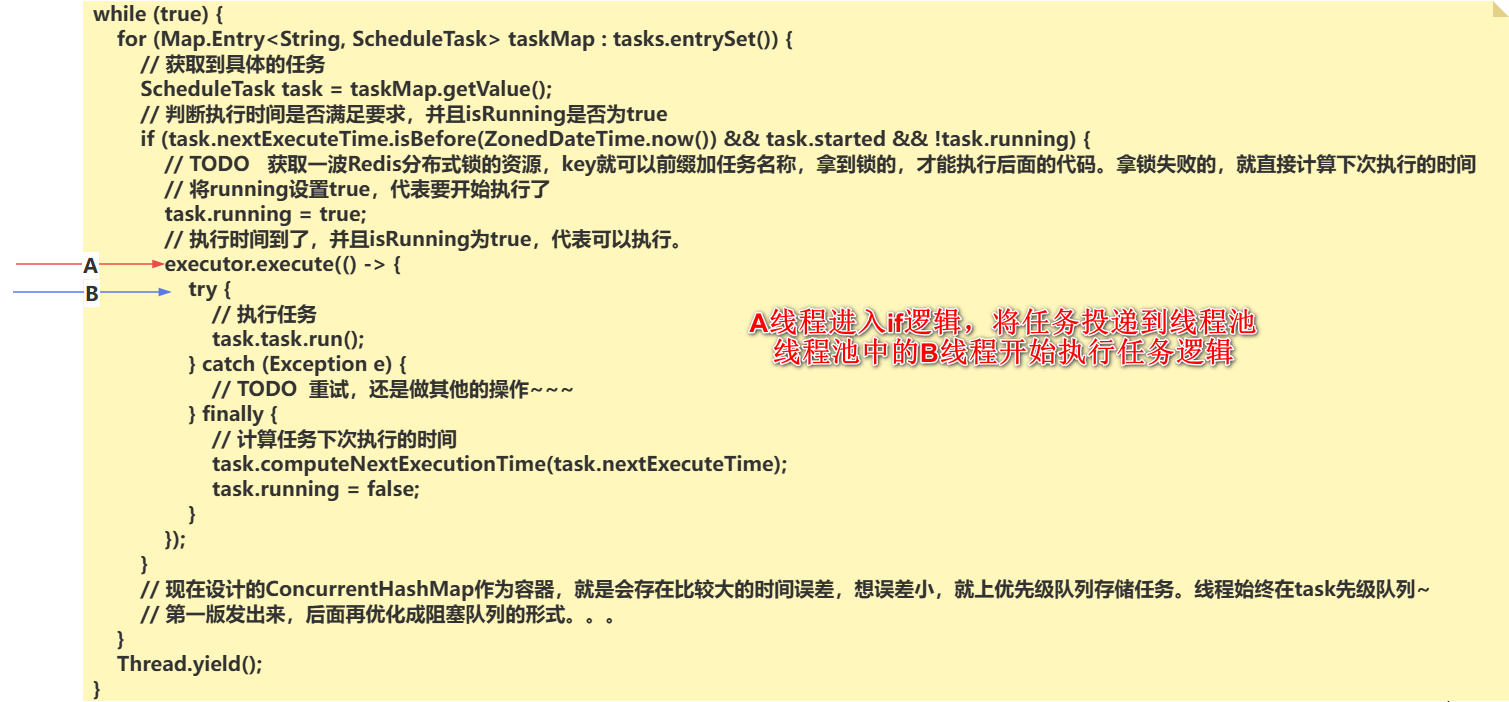 while (true) {
for (Map.Entry<String, ScheduleTask> taskMap : tasks.entrySet()) {
// 获取到具体的任务
ScheduleTask task = taskMap.getValue();
// 判断执行时间是否满足要求，并且isRunning是否为true
if (task.nextExecuteTime.isBefore(ZonedDateTime.now()) && task.started && !task.running) {
// TODO 获取一波Redis分布式锁的资源，key就可以前缀加任务名称，拿到锁的，才能执行后面的代码。拿锁失败的，就直接计算下次执行的时间
// 将running设置true，代表要开始执行了
task.running = true;
// 执行时间到了，并且isRunning为true，代表可以执行。
A executor.execute(() -> {
B try {
// 执行任务
task.task.run();
} catch (Exception e) {
// TODO 重试，还是做其他的操作~~~
} finally {
// 计算任务下次执行的时间
task.computeNextExecutionTime(task.nextExecuteTime);
task.running = false;
}
});
}
// 现在设计的ConcurrentHashMap作为容器，就是会存在比较大的时间误差，想误差小，就上优先级队列存储任务。线程始终在task先级队列~
// 第一版发出来，后面再优化成阻塞队列的形式。。。
}
Thread.yield();
}
A线程进入if逻辑，将任务投递到线程池
线程池中的B线程开始执行任务逻辑